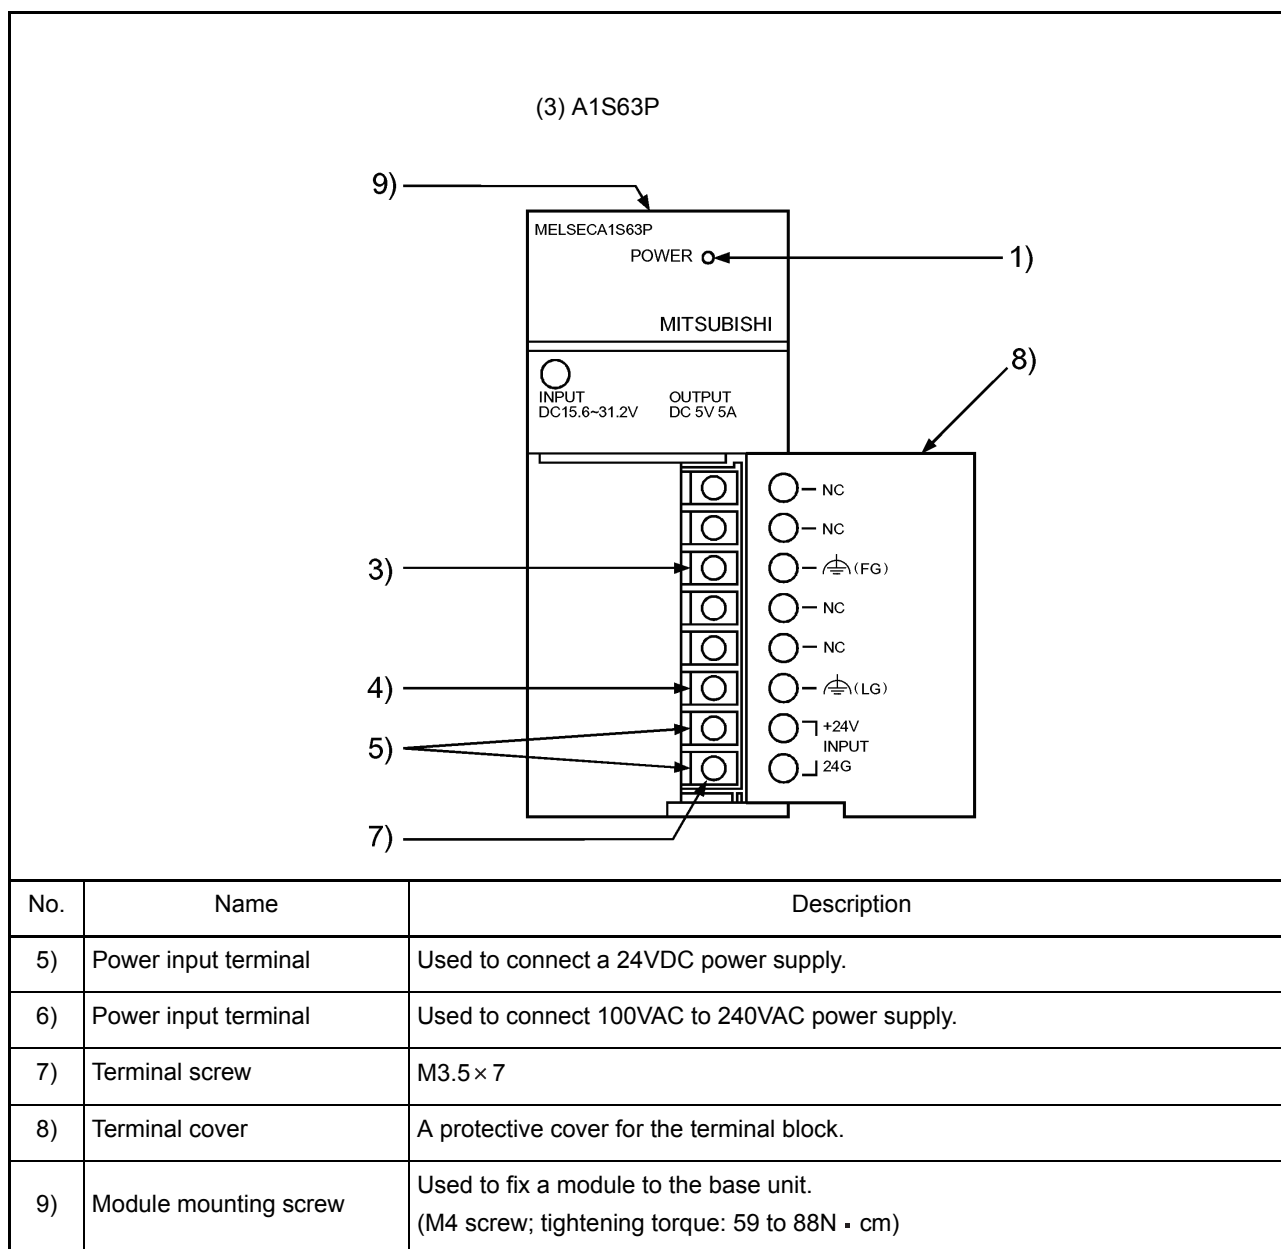 (3) A1S63P
9)
MELSECA1S63P
POWER
1)
MITSUBISHI
8)
INPUT
DC15.6~31.2V
OUTPUT
DC 5V 5A
NC
NC
3)
(FG)
NC
NC
4)
(LG)
5)
+24V
INPUT
24G
7)
No. Name Description
5) Power input terminal Used to connect a 24VDC power supply.
6) Power input terminal Used to connect 100VAC to 240VAC power supply.
7) Terminal screw M3.5×7
8) Terminal cover A protective cover for the terminal block.
9) Module mounting screw Used to fix a module to the base unit.
(M4 screw; tightening torque: 59 to 88N・cm)